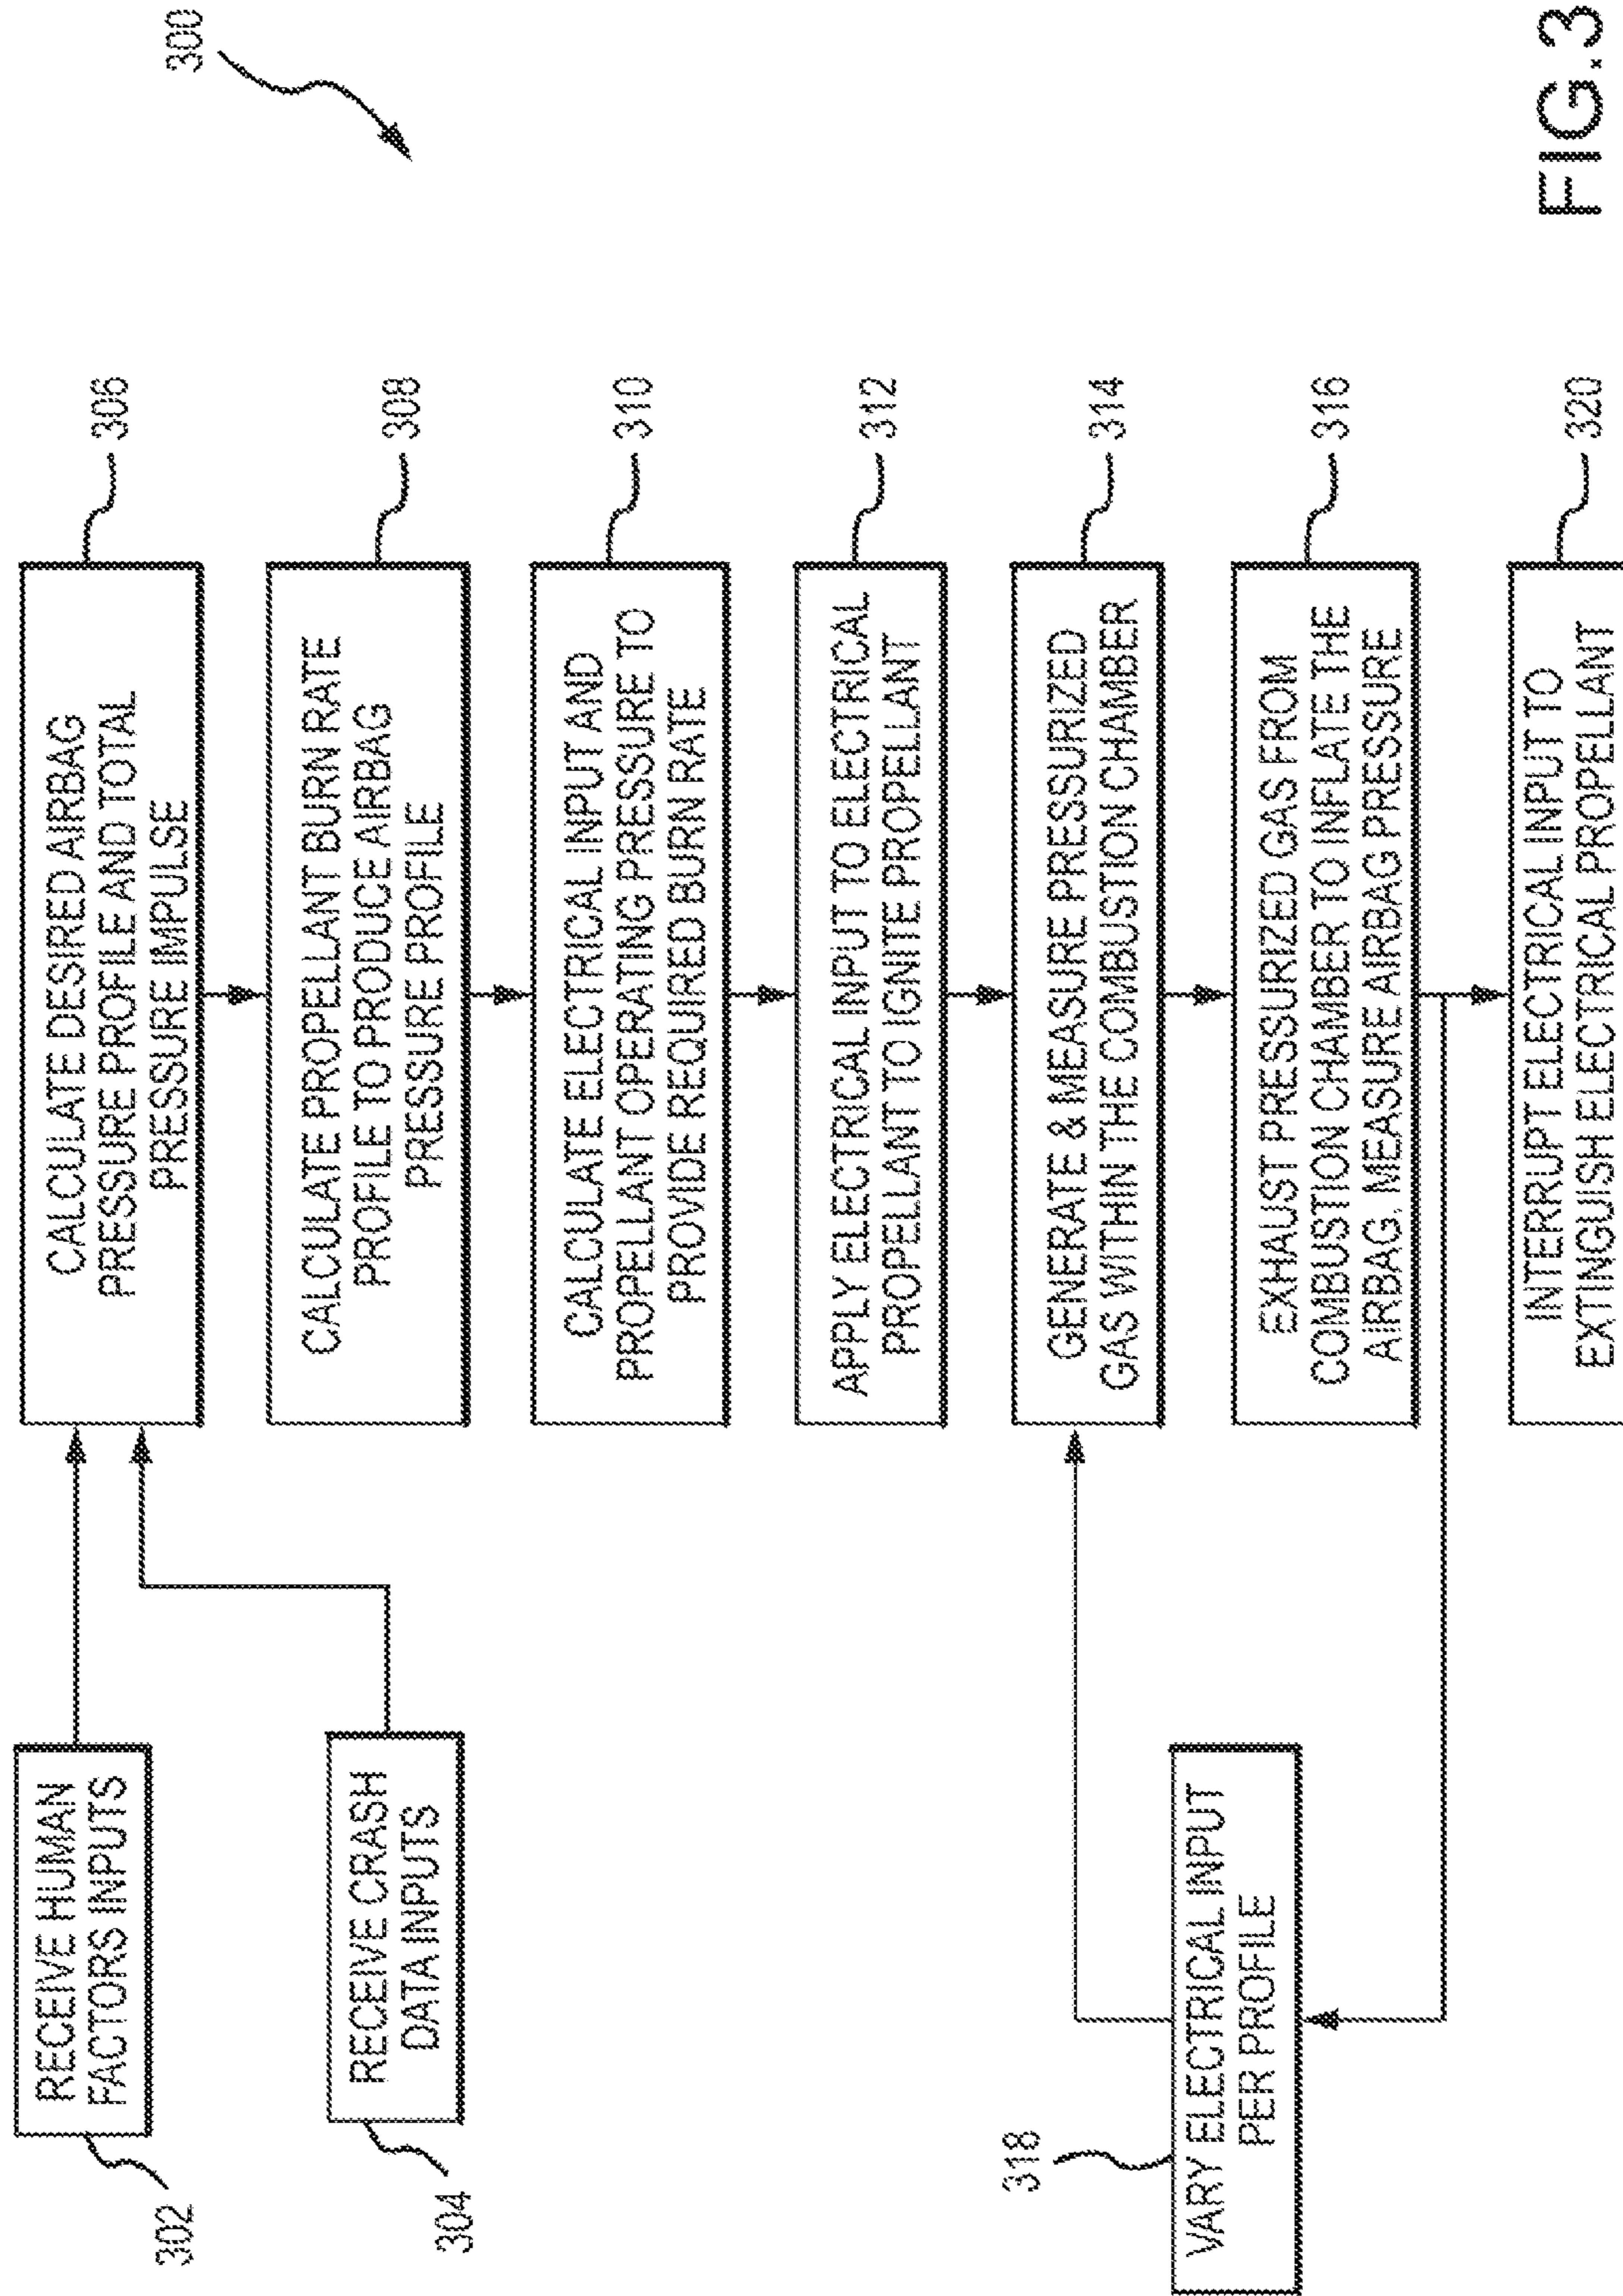 300
RECEIVE HUMAN
FACTORS INPUTS
302
RECEIVE CRASH
DATA INPUTS
304
CALCULATE DESIRED AIRBAG
PRESSURE PROFILE AND TOTAL
PRESSURE IMPULSE
306
CALCULATE PROPELLANT BURN RATE
PROFILE TO PRODUCE AIRBAG
PRESSURE PROFILE
308
CALCULATE ELECTRICAL INPUT AND
PROPELLANT OPERATING PRESSURE TO
PROVIDE REQUIRED BURN RATE
310
APPLY ELECTRICAL INPUT TO ELECTRICAL
PROPELLANT TO IGNITE PROPELLANT
312
GENERATE & MEASURE PRESSURIZED
GAS WITHIN THE COMBUSTION CHAMBER
314
EXHAUST PRESSURIZED GAS FROM
COMBUSTION CHAMBER TO INFLATE THE
AIRBAG. MEASURE AIRBAG PRESSURE
316
318
VARY ELECTRICAL INPUT
PER PROFILE
INTERRUPT ELECTRICAL INPUT TO
EXTINGUISH ELECTRICAL PROPELLANT
320
FIG.3